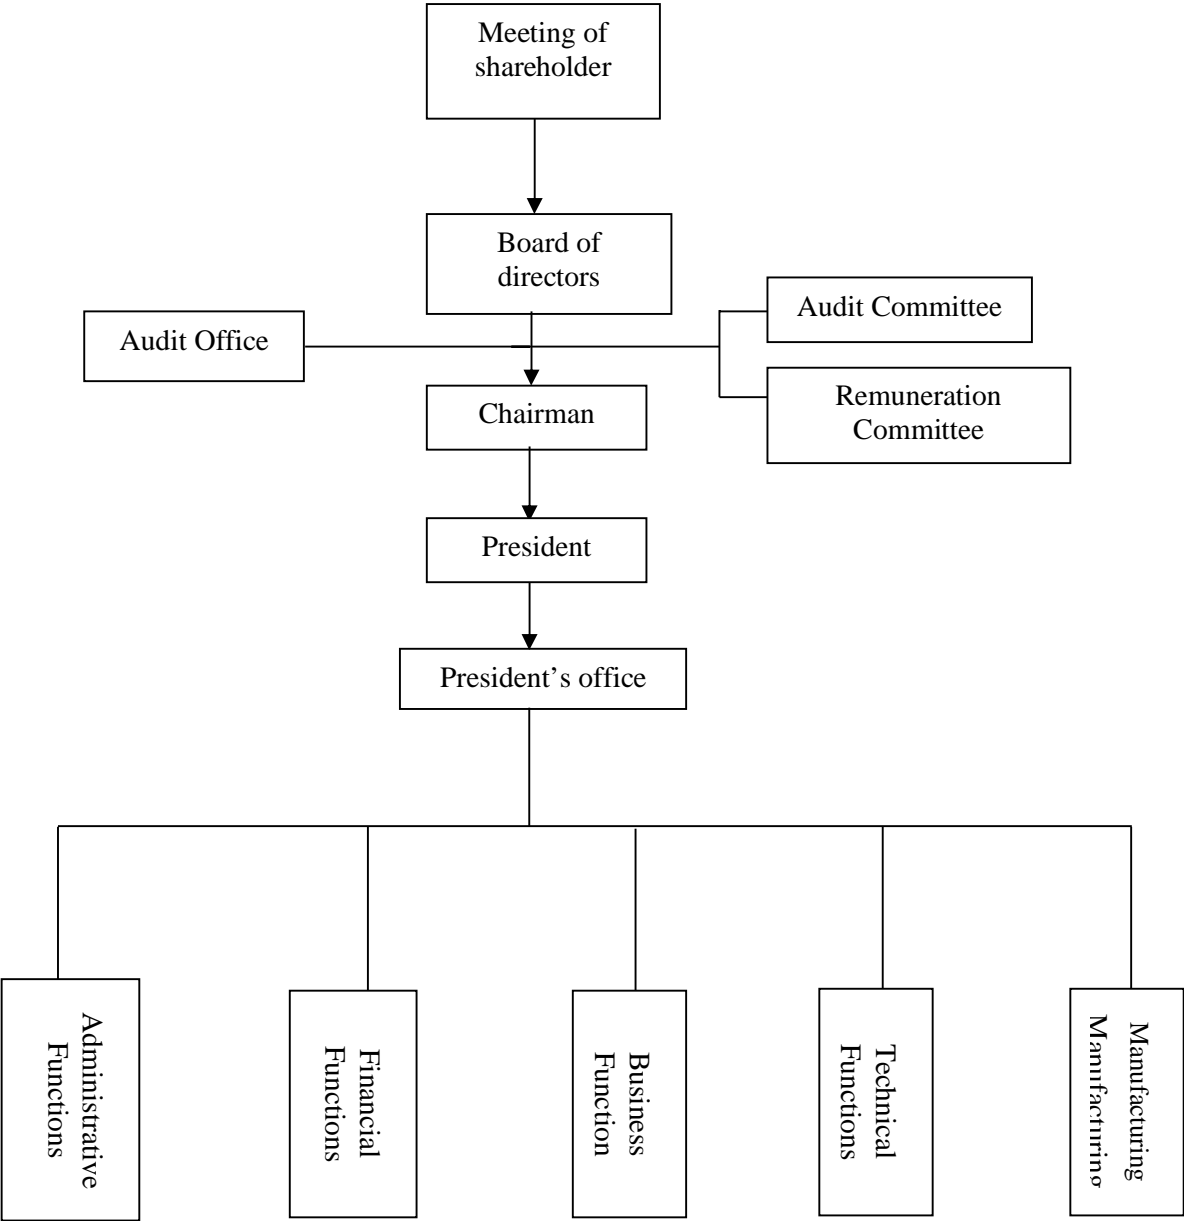 Meeting of
shareholder
Board of
directors
Audit Office
Audit Committee
Remuneration
Committee
Chairman
President
President’s office
Administrative
Functions
Financial
Functions
Business
Function
Technical
Functions
Manufacturing
Manufacturing